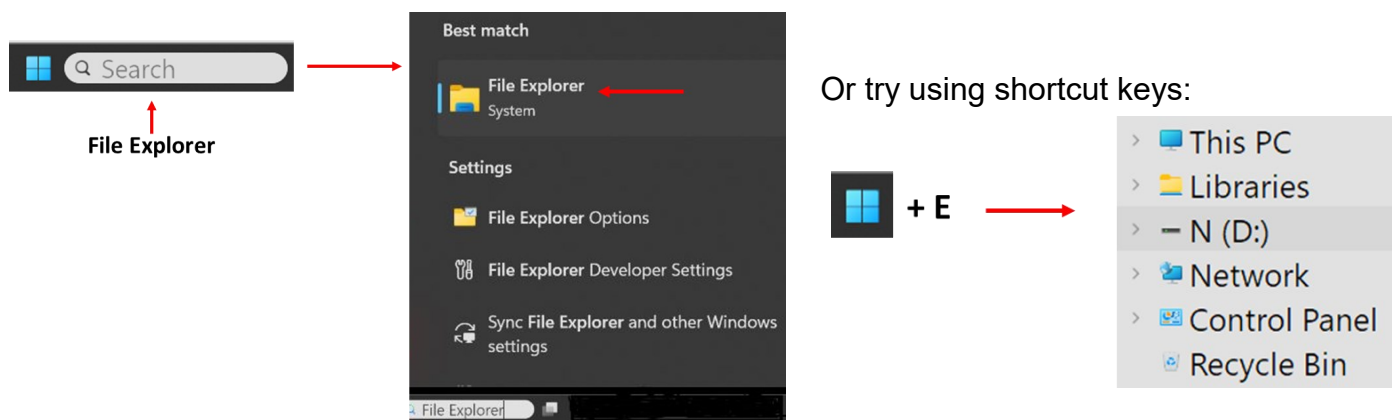 Search
File Explorer
Best match
File Explorer
System
Settings
File Explorer Options
File Explorer Developer Settings
Sync File Explorer and other Windows
settings
File Explorer
Or try using shortcut keys:
+ E
This PC
Libraries
N (D:)
Network
Control Panel
Recycle Bin